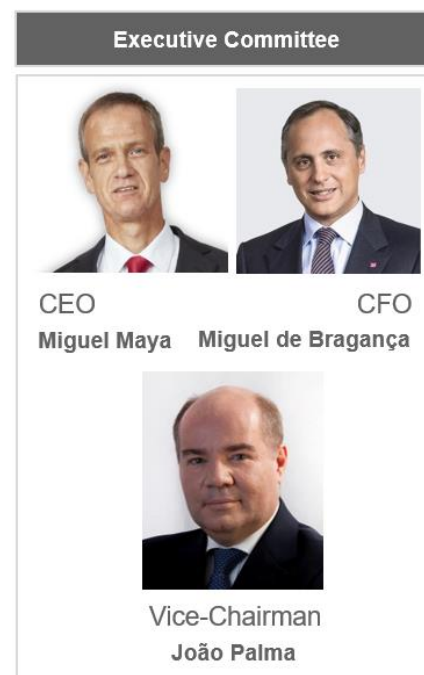 Executive Committee
CEO
CFO
Miguel Maya
Miguel de Bragança
Vice-Chairman
João Palma